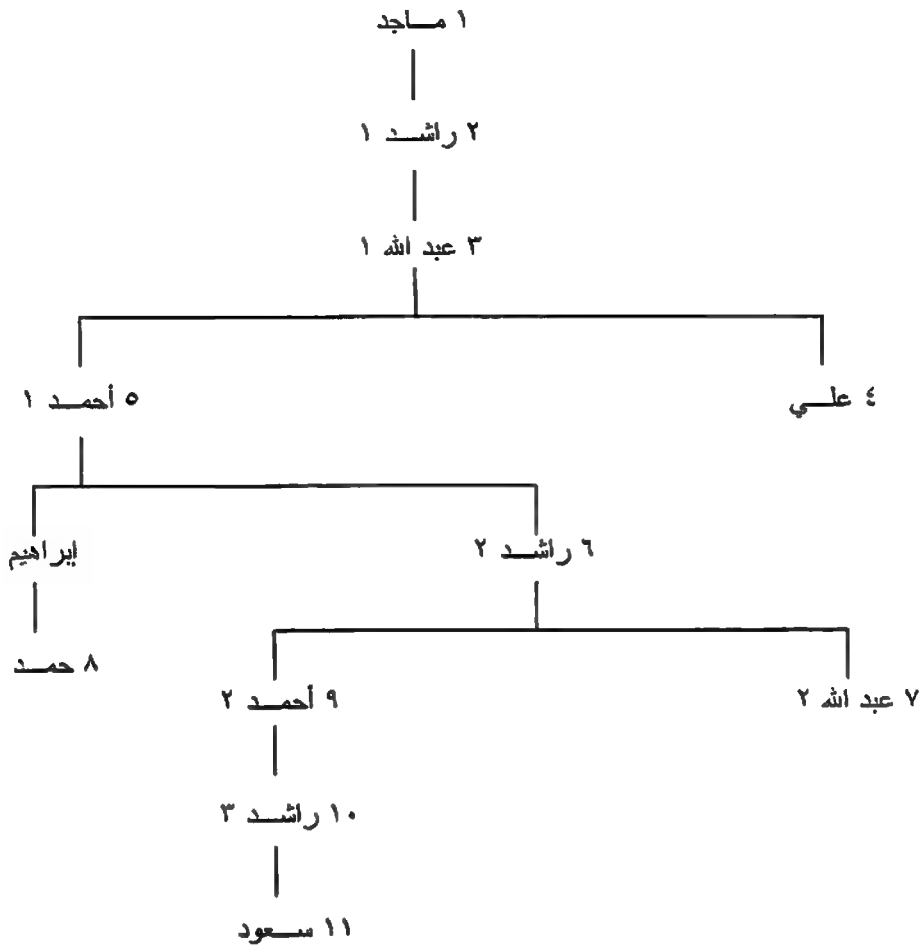 ١ ماجد
٢ راشد ١
٣ عبد الله ١
٤ علي
٥ أحمد ١
٦ راشد ٢
إبراهيم
٧ عبد الله ٢
٩ أحمد ٢
٨ حمد
١٠ راشد ٣
١١ سعود